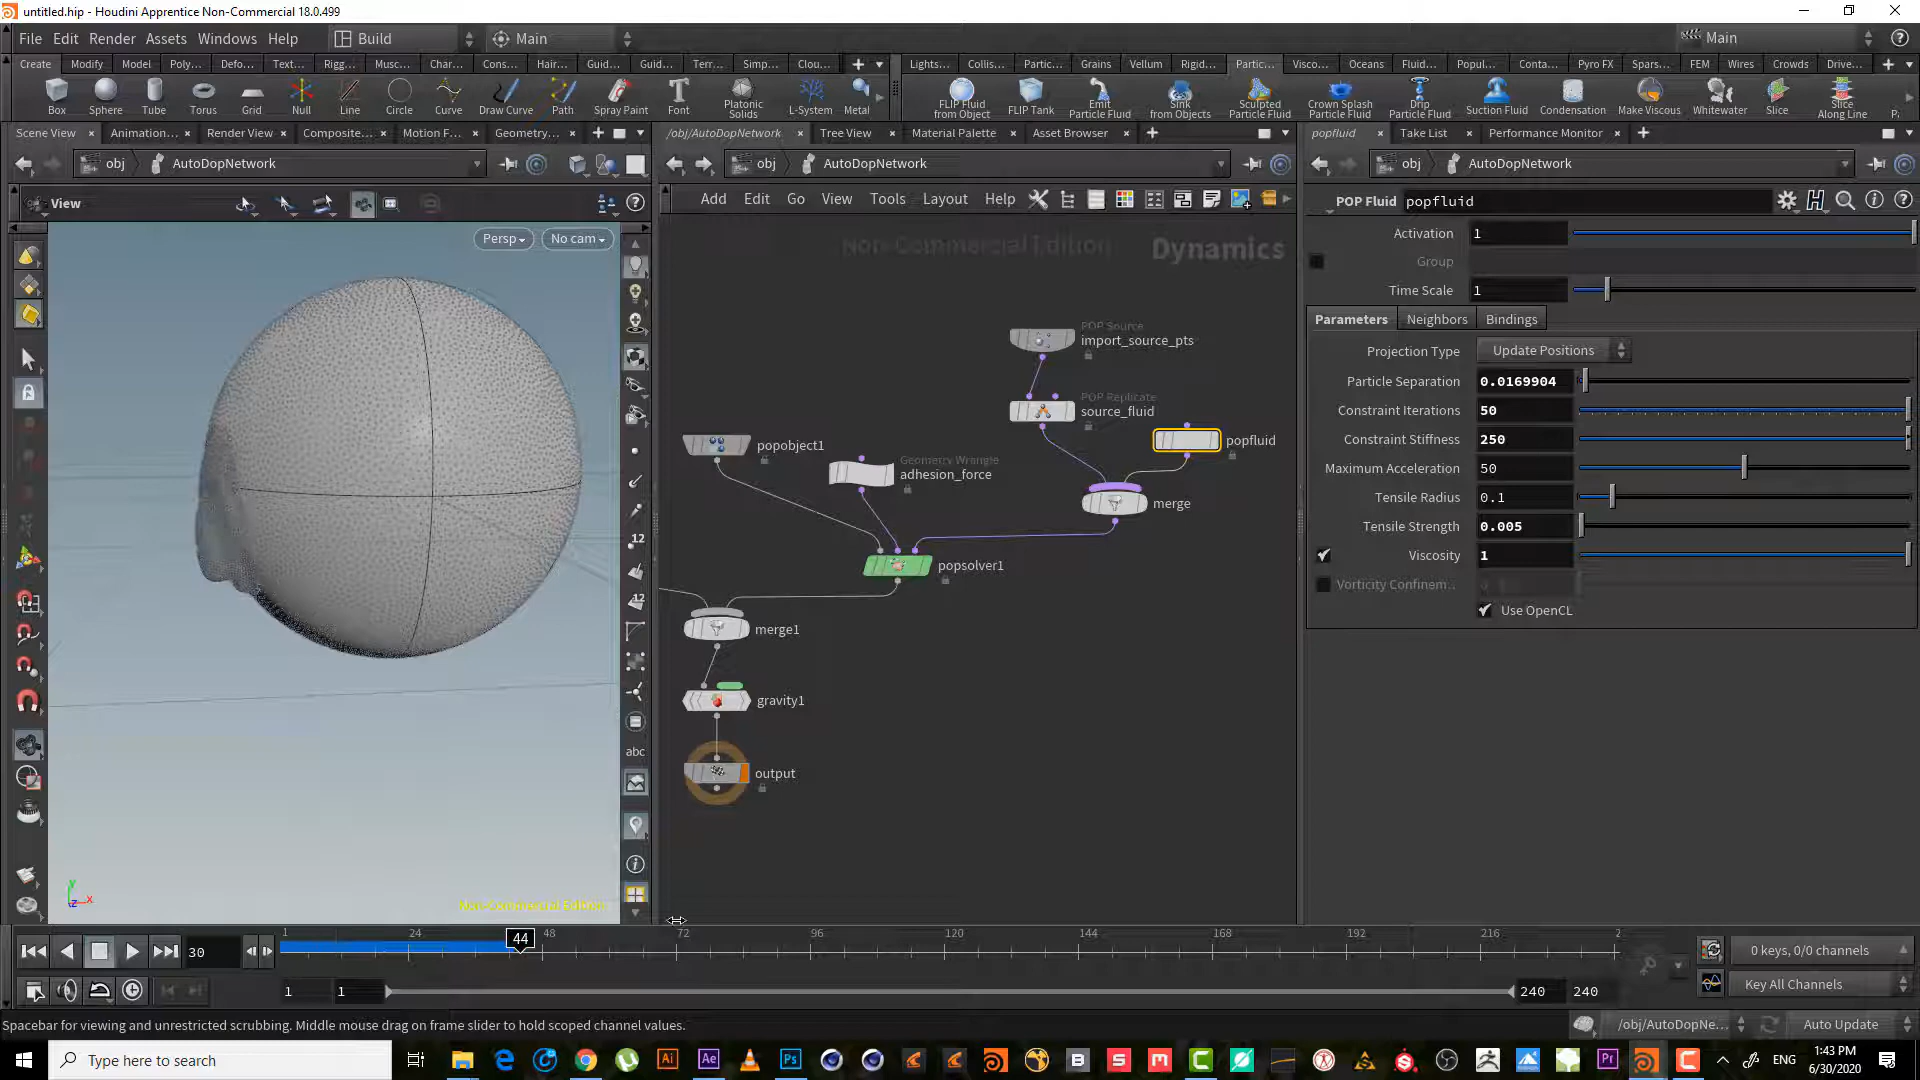 untitled.hip - Houdini Apprentice Non-Commercial 18.0.499
File Edit Render Assets Windows Help Build Main Main
Create Modify Model Poly... Defo... Text... Rigg... Musc... Char... Cons... Hair... Guid... Guid... Terr... Simp... Clou... Lights... Collis... Partic... Grains Vellum Rigid... Partic... Visco... Oceans Fluid... Popul... Conta... Pyro FX Spars... FEM Wires Crowds Drive...
Box Sphere Tube Torus Grid Null Line Circle Curve Draw Curve Path Spray Paint Font Platonic Solids L-System Metal FLIP Fluid from Object FLIP Tank Emit Particle Fluid Sink from Objects Sculpted Particle Fluid Crown Splash Particle Fluid Drip Particle Fluid Suction Fluid Condensation Make Viscous Whitewater Slice Slice Along Line
Scene View Animation... Render View Composite... Motion F... Geometry... /obj/AutoDopNetwork Tree View Material Palette Asset Browser popfluid Take List Performance Monitor
obj AutoDopNetwork obj AutoDopNetwork obj AutoDopNetwork
View Add Edit Go View Tools Layout Help POP Fluid popfluid
Persp No cam
Non-Commercial Edition Dynamics
Activation 1
Group
Time Scale 1
Parameters Neighbors Bindings
Projection Type Update Positions
Particle Separation 0.0169904
Constraint Iterations 50
Constraint Stiffness 250
Maximum Acceleration 50
Tensile Radius 0.1
Tensile Strength 0.005
Viscosity 1
Vorticity Confinem..
Use OpenCL
POP Source
import_source_pts
POP Replicate
source_fluid
popfluid
popobject1
Geometry Wrangle
adhesion_force
merge
popsolver1
merge1
gravity1
output
12
12
abc
y
z x
Non-Commercial Edition
30 1 24 44 48 72 96 120 144 168 192 216 2 0 keys, 0/0 channels
1 1 240 240 Key All Channels
Spacebar for viewing and unrestricted scrubbing. Middle mouse drag on frame slider to hold scoped channel values. /obj/AutoDopNe... Auto Update
Type here to search
ENG
1:43 PM
6/30/2020